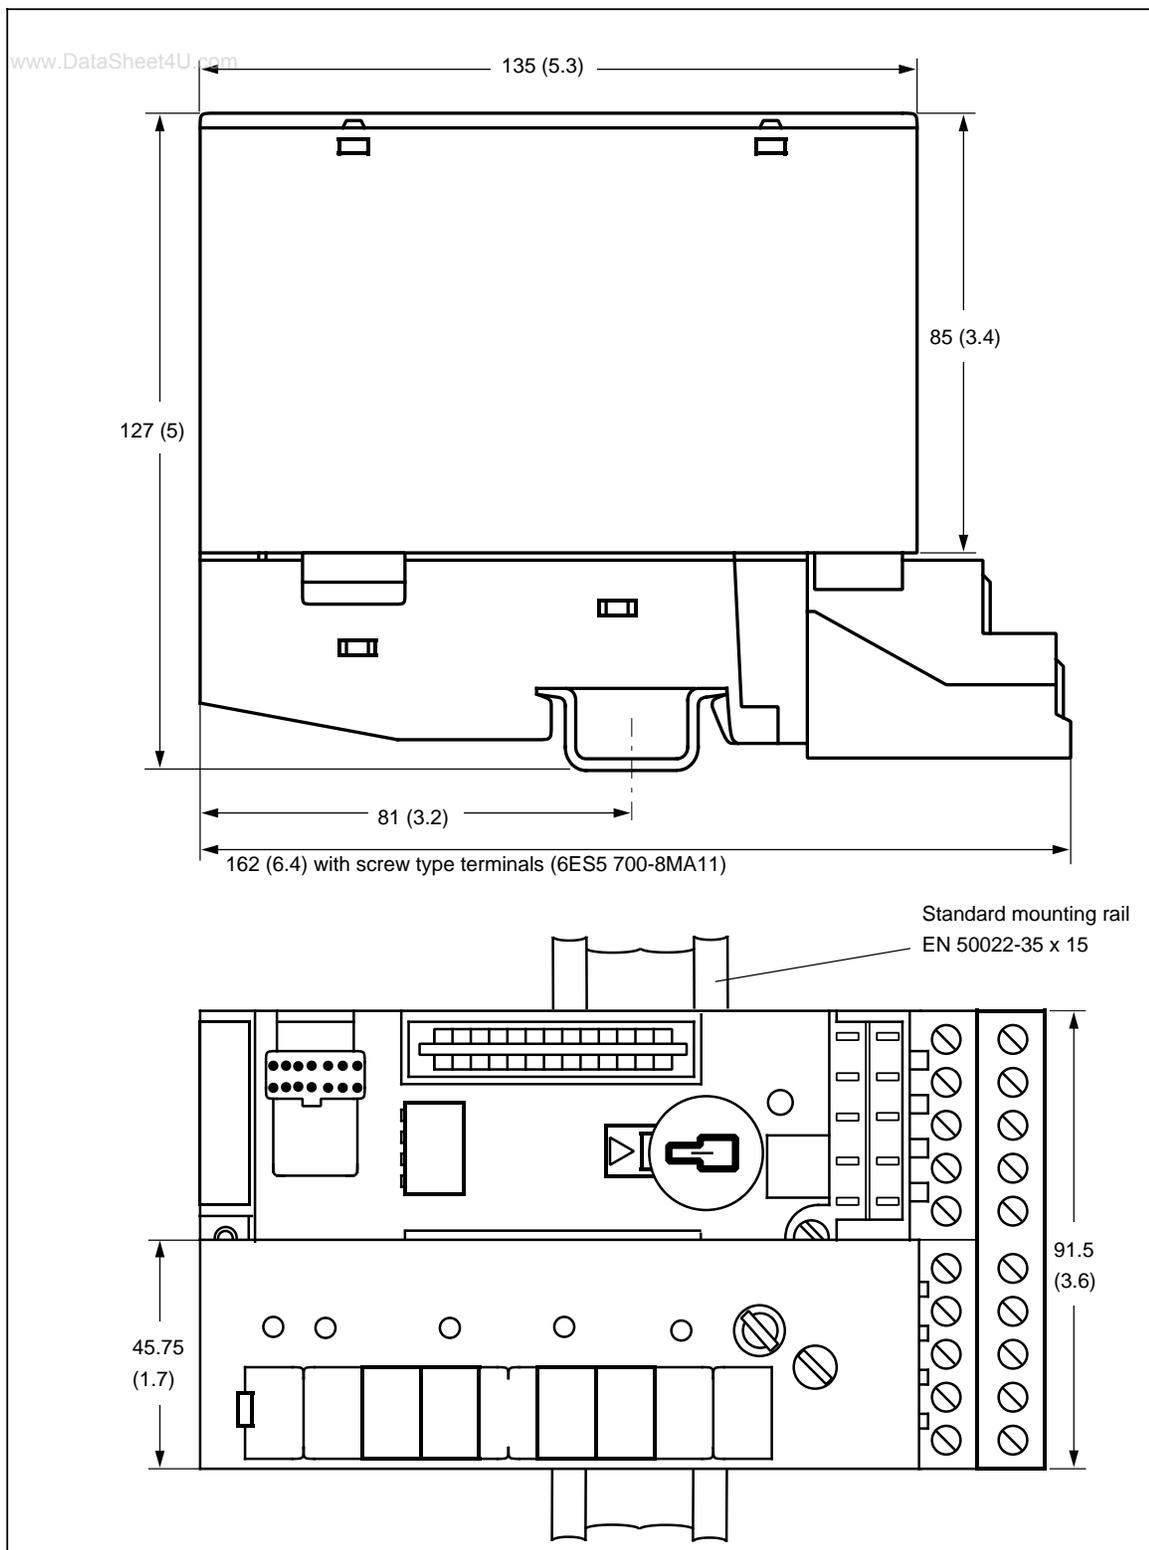 www.DataSheet4U.com
135 (5.3)
85 (3.4)
127 (5)
81 (3.2)
162 (6.4) with screw type terminals (6ES5 700-8MA11)
Standard mounting rail
EN 50022-35 x 15
91.5
(3.6)
45.75
(1.7)